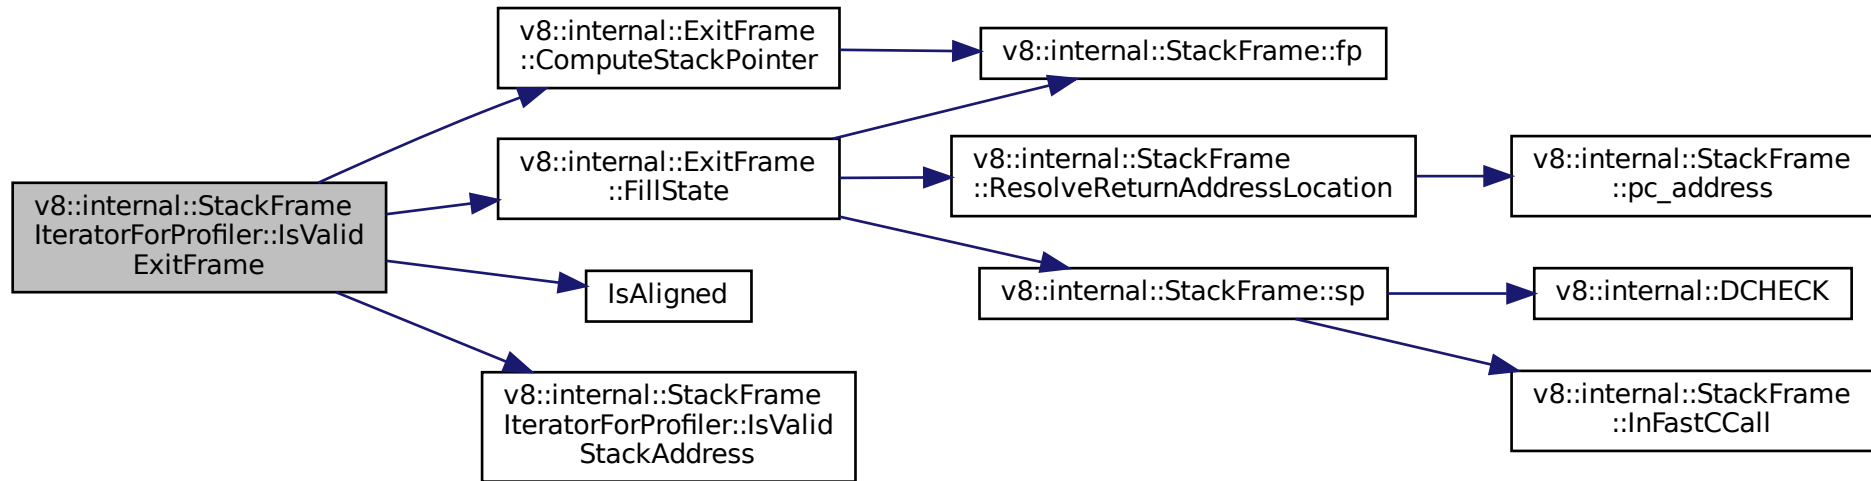 v8::internal::StackFrame
IteratorForProfiler::IsValid
ExitFrame
v8::internal::ExitFrame
::ComputeStackPointer
v8::internal::ExitFrame
::FillState
IsAligned
v8::internal::StackFrame
IteratorForProfiler::IsValid
StackAddress
v8::internal::StackFrame::fp
v8::internal::StackFrame
::ResolveReturnAddressLocation
v8::internal::StackFrame::sp
v8::internal::StackFrame
::pc_address
v8::internal::DCHECK
v8::internal::StackFrame
::InFastCCall